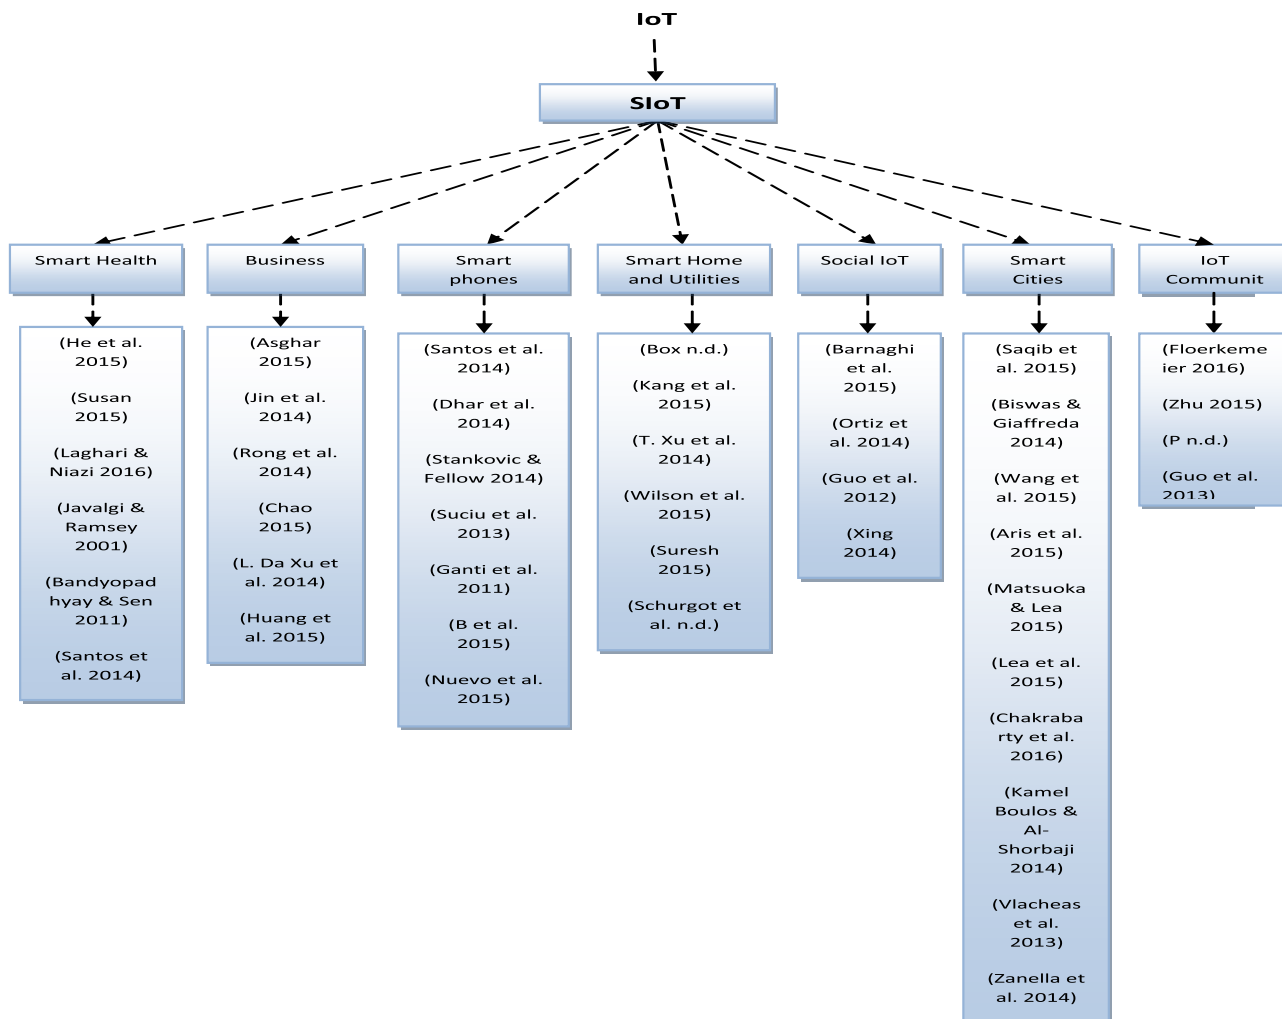 IoT
SIoT
Smart Health
Business
Smart
phones
Smart Home
and Utilities
Social IoT
Smart
Cities
IoT
Communit
(He et al.
2015)
(Susan
2015)
(Laghari &
Niazi 2016)
(Javalgi &
Ramsey
2001)
(Bandyopad
hyay & Sen
2011)
(Santos et
al. 2014)
(Asghar
2015)
(Jin et al.
2014)
(Rong et al.
2014)
(Chao
2015)
(L. Da Xu et
al. 2014)
(Huang et
al. 2015)
(Santos et al.
2014)
(Dhar et al.
2014)
(Stankovic &
Fellow 2014)
(Suciu et al.
2013)
(Ganti et al.
2011)
(B et al.
2015)
(Nuevo et al.
2015)
(Box n.d.)
(Kang et al.
2015)
(T. Xu et al.
2014)
(Wilson et al.
2015)
(Suresh
2015)
(Schurgot et
al. n.d.)
(Barnaghi
et al.
2015)
(Ortiz et
al. 2014)
(Guo et al.
2012)
(Xing
2014)
(Saqib et
al. 2015)
(Biswas &
Giaffreda
2014)
(Wang et
al. 2015)
(Aris et al.
2015)
(Matsuoka
& Lea
2015)
(Lea et al.
2015)
(Chakraba
rty et al.
2016)
(Kamel
Boulos &
Al-
Shorbaji
2014)
(Vlacheas
et al.
2013)
(Zanella et
al. 2014)
(Floerkeme
ier 2016)
(Zhu 2015)
(P n.d.)
(Guo et al.
2013)